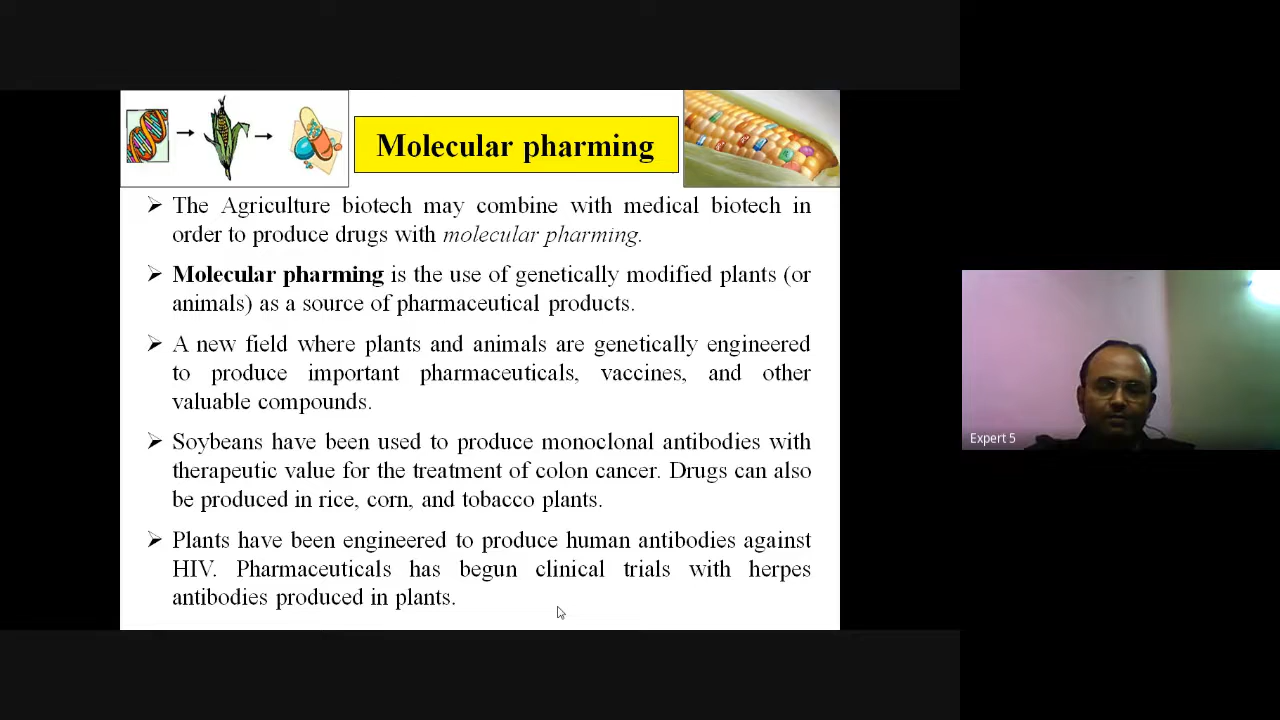 Molecular pharming
➢ The Agriculture biotech may combine with medical biotech in
order to produce drugs with molecular pharming.
➢ Molecular pharming is the use of genetically modified plants (or
animals) as a source of pharmaceutical products.
➢ A new field where plants and animals are genetically engineered
to produce important pharmaceuticals, vaccines, and other
valuable compounds.
➢ Soybeans have been used to produce monoclonal antibodies with
therapeutic value for the treatment of colon cancer. Drugs can also
be produced in rice, corn, and tobacco plants.
➢ Plants have been engineered to produce human antibodies against
HIV. Pharmaceuticals has begun clinical trials with herpes
antibodies produced in plants.
Expert 5